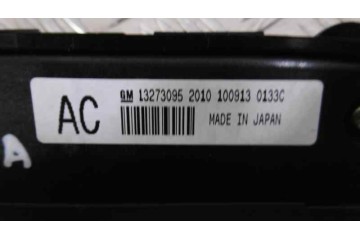 GM 13273095 2010 100913 0133C
AC
MADE IN JAPAN
A